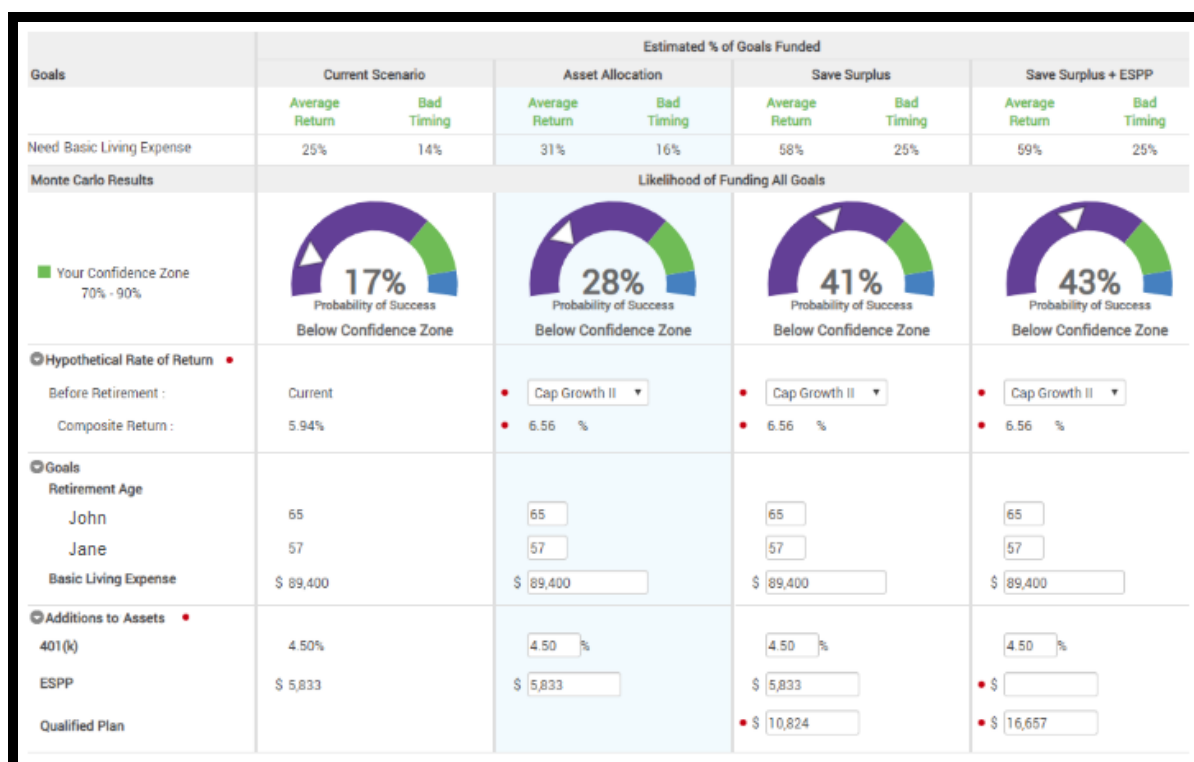 Estimated % of Goals Funded
Goals Current Scenario Asset Allocation Save Surplus Save Surplus + ESPP
Average Return Bad Timing Average Return Bad Timing Average Return Bad Timing Average Return Bad Timing
Need Basic Living Expense 25% 14% 31% 16% 58% 25% 59% 25%
Monte Carlo Results Likelihood of Funding All Goals
Your Confidence Zone
70% - 90%
17% 28% 41% 43%
Probability of Success Probability of Success Probability of Success Probability of Success
Below Confidence Zone Below Confidence Zone Below Confidence Zone Below Confidence Zone
Hypothetical Rate of Return
Before Retirement : Current Cap Growth II Cap Growth II Cap Growth II
Composite Return : 5.94% 6.56 % 6.56 % 6.56 %
Goals
Retirement Age
John 65 65 65 65
Jane 57 57 57 57
Basic Living Expense $ 89,400 $ 89,400 $ 89,400 $ 89,400
Additions to Assets
401(k) 4.50% 4.50 % 4.50 % 4.50 %
ESPP $ 5,833 $ 5,833 $ 5,833 $
Qualified Plan $ 10,824 $ 16,657